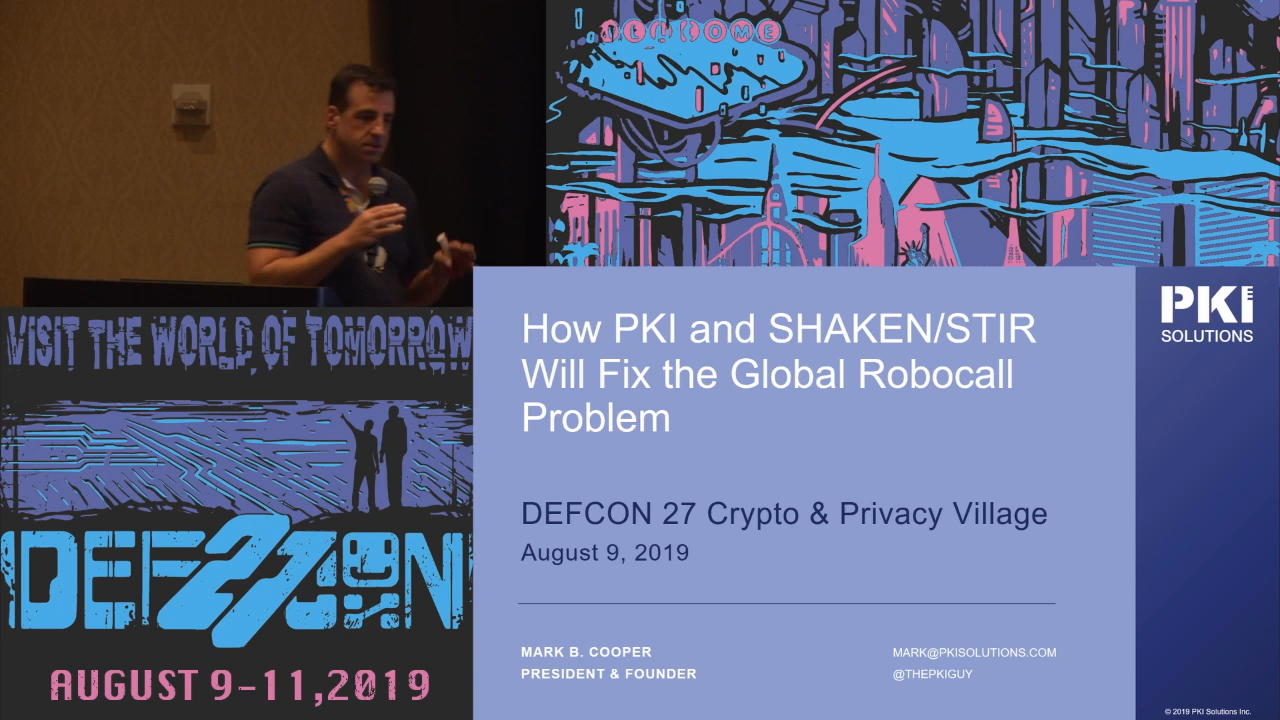 WELCOME
PKI
SOLUTIONS
How PKI and SHAKEN/STIR
Will Fix the Global Robocall
Problem
DEFCON 27 Crypto & Privacy Village
August 9, 2019
MARK B. COOPER
PRESIDENT & FOUNDER
MARK@PKISOLUTIONS.COM
@THEPKIGUY
© 2019 PKI Solutions Inc.
VISIT THE WORLD OF TOMORROW
DEF27CON
AUGUST 9-11,2019